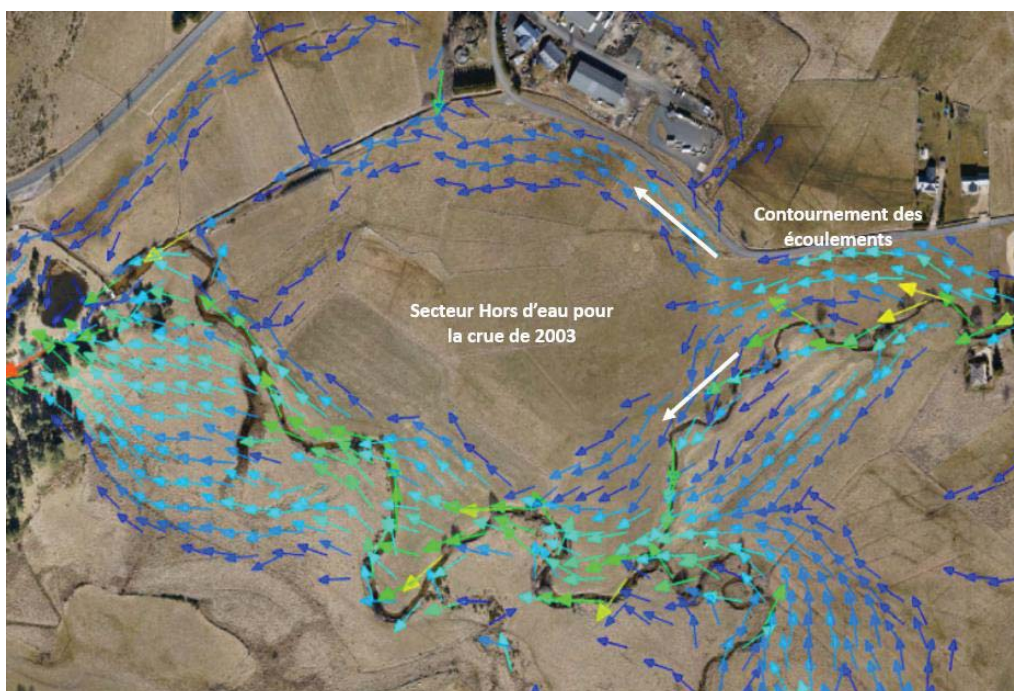 Contournement des
écoulements
Secteur Hors d'eau pour
la crue de 2003